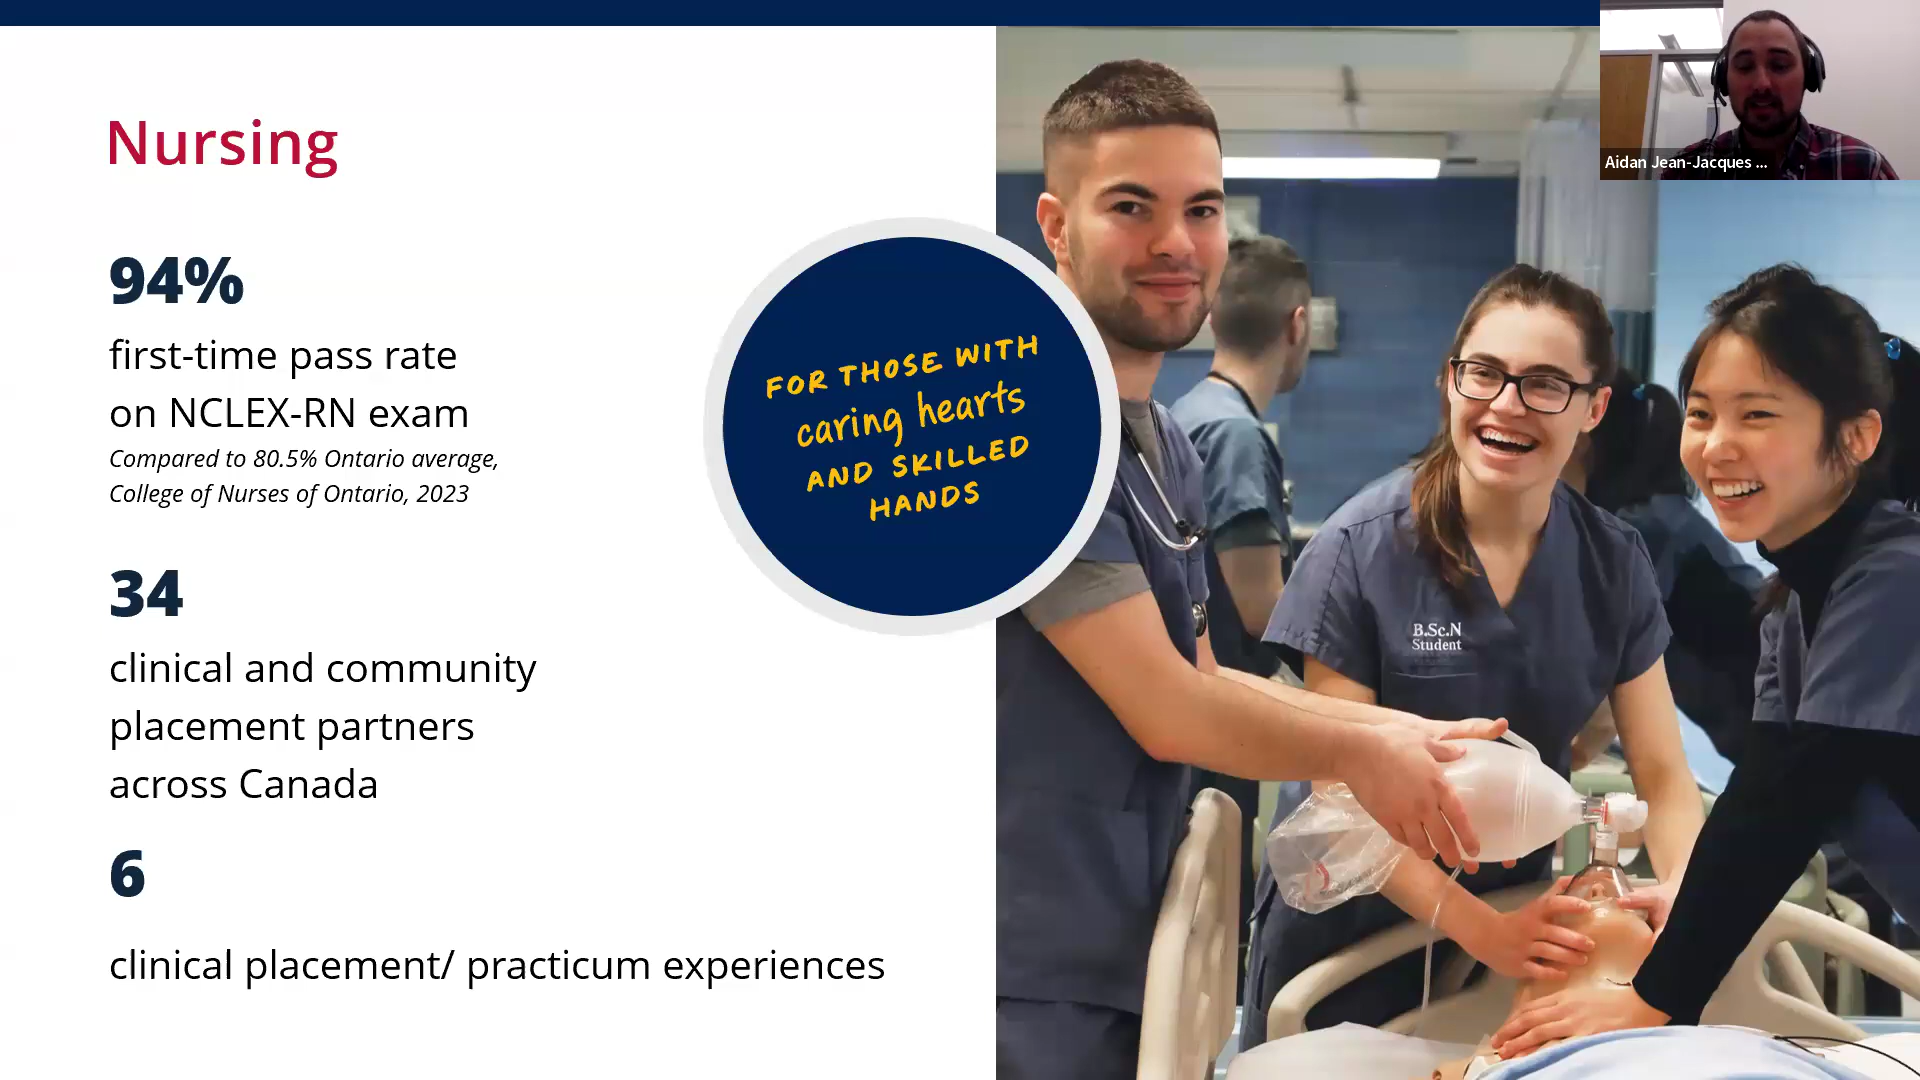 Nursing
94%
first-time pass rate
on NCLEX-RN exam
Compared to 80.5% Ontario average,
College of Nurses of Ontario, 2023
34
clinical and community
placement partners
across Canada
6
clinical placement/ practicum experiences
FOR THOSE WITH
caring hearts
AND SKILLED
HANDS
B.Sc.N
Student
Aidan Jean-Jacques ...